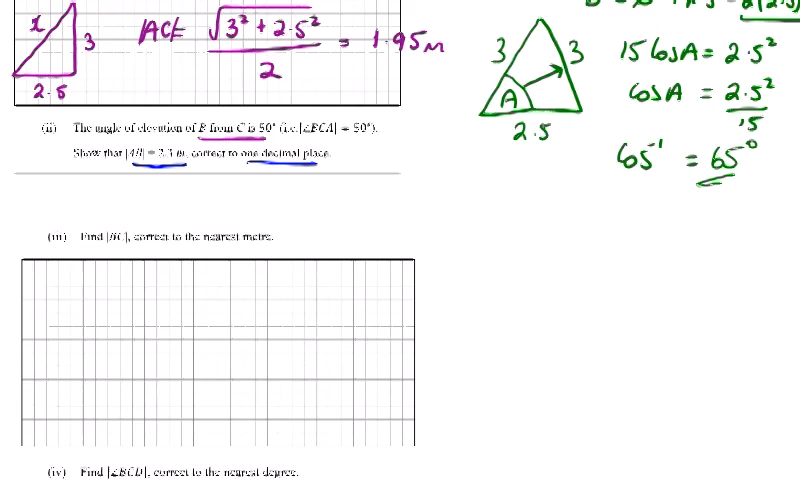 x
3
2.5
ACE √3² + 2.5² / 2 = 1.95m
(ii) The angle of elevation of B from C is 50° (i.e. |∠BCA| = 50°).
Show that |AB| = 2.3 m, correct to one decimal place.
3
3
A
2.5
15 cos A = 2.5²
cos A = 2.5² / 15
cos⁻¹ = 65°
(iii) Find |BC|, correct to the nearest metre.
(iv) Find |∠BCD|, correct to the nearest degree.